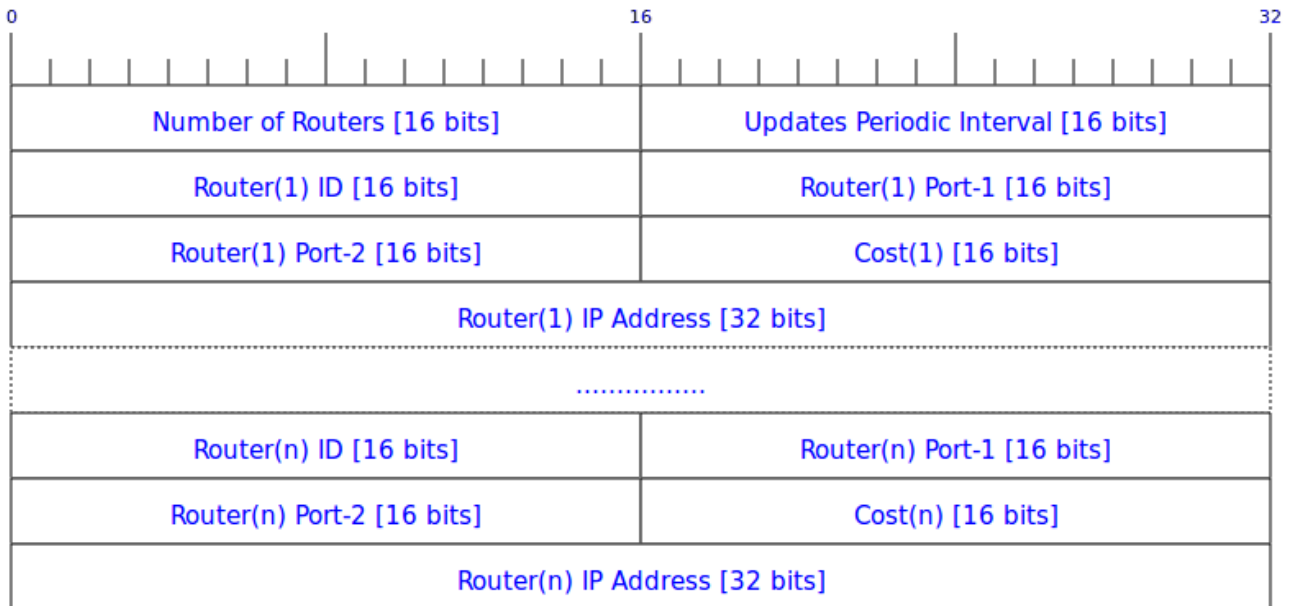 0 16 32
Number of Routers [16 bits] Updates Periodic Interval [16 bits]
Router(1) ID [16 bits] Router(1) Port-1 [16 bits]
Router(1) Port-2 [16 bits] Cost(1) [16 bits]
Router(1) IP Address [32 bits]
................
Router(n) ID [16 bits] Router(n) Port-1 [16 bits]
Router(n) Port-2 [16 bits] Cost(n) [16 bits]
Router(n) IP Address [32 bits]